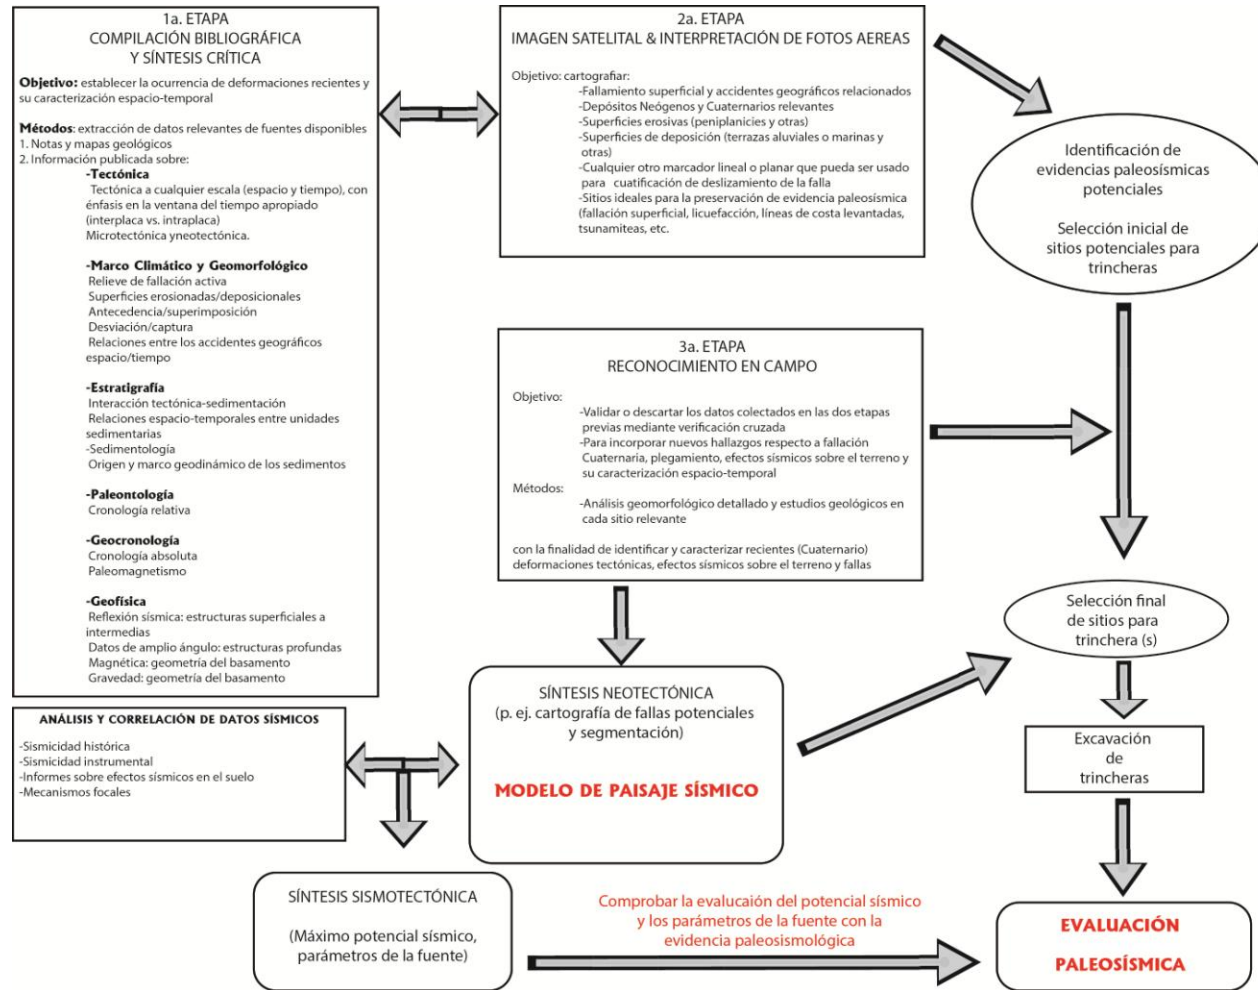 1a. ETAPA
COMPILACIÓN BIBLIOGRÁFICA
Y SÍNTESIS CRÍTICA
Objetivo: establecer la ocurrencia de deformaciones recientes y
su caracterización espacio-temporal
Métodos: extracción de datos relevantes de fuentes disponibles
1. Notas y mapas geológicos
2. Información publicada sobre:
-Tectónica
Tectónica a cualquier escala (espacio y tiempo), con
énfasis en la ventana del tiempo apropiado
(interplaca vs. intraplaca)
Microtectónica yneotectónica.
-Marco Climático y Geomorfológico
Relieve de fallación activa
Superficies erosionadas/deposicionales
Antecedencia/superimposición
Desviación/captura
Relaciones entre los accidentes geográficos
espacio/tiempo
-Estratigrafía
Interacción tectónica-sedimentación
Relaciones espacio-temporales entre unidades
sedimentarias
-Sedimentología
Origen y marco geodinámico de los sedimentos
-Paleontología
Cronología relativa
-Geocronología
Cronología absoluta
Paleomagnetismo
-Geofísica
Reflexión sísmica: estructuras superficiales a
intermedias
Datos de amplio ángulo: estructuras profundas
Magnética: geometría del basamento
Gravedad: geometría del basamento
2a. ETAPA
IMAGEN SATELITAL & INTERPRETACIÓN DE FOTOS AEREAS
Objetivo: cartografiar:
-Fallamiento superficial y accidentes geográficos relacionados
-Depósitos Neógenos y Cuaternarios relevantes
-Superficies erosivas (peniplanicies y otras)
-Superficies de deposición (terrazas aluviales o marinas y
otras)
-Cualquier otro marcador lineal o planar que pueda ser usado
para cuatificación de deslizamiento de la falla
-Sitios ideales para la preservación de evidencia paleosísmica
(fallación superficial, licuefacción, líneas de costa levantadas,
tsunamiteas, etc.
Identificación de
evidencias paleosísmicas
potenciales
Selección inicial de
sitios potenciales para
trincheras
3a. ETAPA
RECONOCIMIENTO EN CAMPO
Objetivo:
-Validar o descartar los datos colectados en las dos etapas
previas mediante verificación cruzada
-Para incorporar nuevos hallazgos respecto a fallación
Cuaternaria, plegamiento, efectos sísmicos sobre el terreno y
su caracterización espacio-temporal
Métodos:
-Análisis geomorfológico detallado y estudios geológicos en
cada sitio relevante
con la finalidad de identificar y caracterizar recientes (Cuaternario)
deformaciones tectónicas, efectos sísmicos sobre el terreno y fallas
Selección final
de sitios para
trinchera (s)
ANÁLISIS Y CORRELACIÓN DE DATOS SÍSMICOS
-Sismicidad histórica
-Sismicidad instrumental
-Informes sobre efectos sísmicos en el suelo
-Mecanismos focales
SÍNTESIS NEOTECTÓNICA
(p. ej. cartografía de fallas potenciales
y segmentación)
MODELO DE PAISAJE SÍSMICO
Excavación
de
trincheras
SÍNTESIS SISMOTECTÓNICA
(Máximo potencial sísmico,
parámetros de la fuente)
Comprobar la evalucaión del potencial sísmico
y los parámetros de la fuente con la
evidencia paleosismológica
EVALUACIÓN
PALEOSÍSMICA